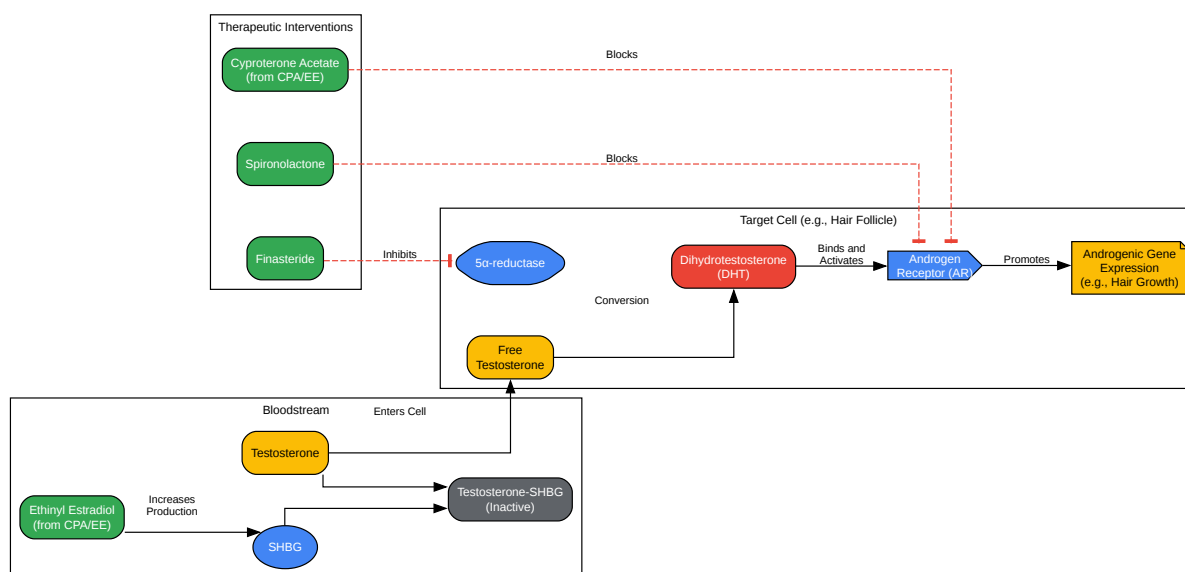 Therapeutic Interventions
Cyproterone Acetate
(from CPA/EE)
Blocks
Spironolactone
Blocks
Finasteride
Inhibits
Target Cell (e.g., Hair Follicle)
5α-reductase
Dihydrotestosterone
(DHT)
Binds and
Activates
Androgen
Receptor (AR)
Promotes
Androgenic Gene
Expression
(e.g., Hair Growth)
Conversion
Free
Testosterone
Bloodstream
Enters Cell
Testosterone
Testosterone-SHBG
(Inactive)
Ethinyl Estradiol
(from CPA/EE)
Increases
Production
SHBG